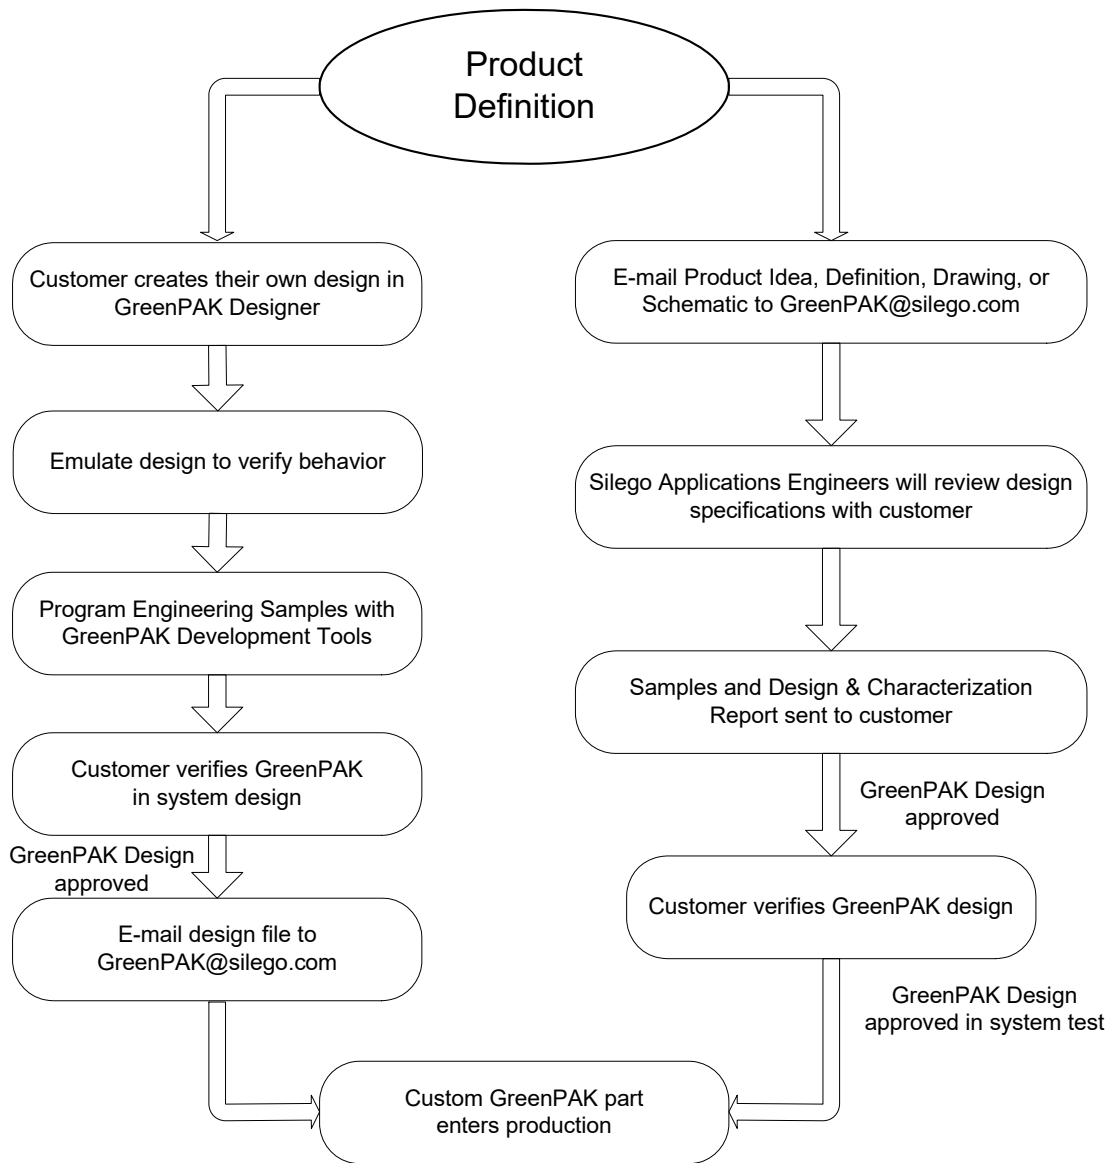 Product
Definition
Customer creates their own design in
GreenPAK Designer
Emulate design to verify behavior
Program Engineering Samples with
GreenPAK Development Tools
Customer verifies GreenPAK
in system design
GreenPAK Design
approved
E-mail design file to
GreenPAK@silego.com
E-mail Product Idea, Definition, Drawing, or
Schematic to GreenPAK@silego.com
Silego Applications Engineers will review design
specifications with customer
Samples and Design & Characterization
Report sent to customer
GreenPAK Design
approved
Customer verifies GreenPAK design
GreenPAK Design
approved in system test
Custom GreenPAK part
enters production